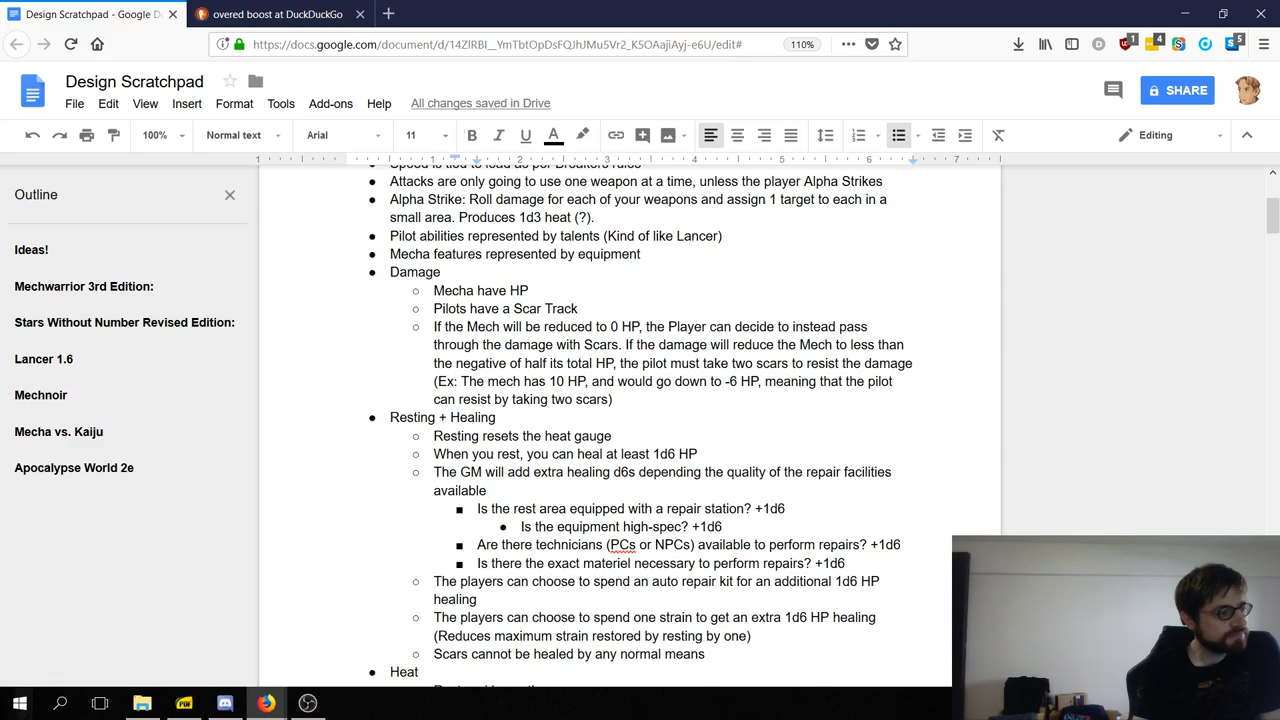 Design Scratchpad - Google D
overed boost at DuckDuckGo
https://docs.google.com/document/d/14ZlRBI__YmTbtOpDsFQJhJMu5Vr2_K5OAajiAyj-e6U/edit#
110%
1
4
5
Design Scratchpad
File Edit View Insert Format Tools Add-ons Help All changes saved in Drive
SHARE
100% Normal text Arial 11 Editing
1 1 2 3 4 5 6 7
Outline
Ideas!
Mechwarrior 3rd Edition:
Stars Without Number Revised Edition:
Lancer 1.6
Mechnoir
Mecha vs. Kaiju
Apocalypse World 2e
Attacks are only going to use one weapon at a time, unless the player Alpha Strikes
Alpha Strike: Roll damage for each of your weapons and assign 1 target to each in a
small area. Produces 1d3 heat (?).
Pilot abilities represented by talents (Kind of like Lancer)
Mecha features represented by equipment
Damage
Mecha have HP
Pilots have a Scar Track
If the Mech will be reduced to 0 HP, the Player can decide to instead pass
through the damage with Scars. If the damage will reduce the Mech to less than
the negative of half its total HP, the pilot must take two scars to resist the damage
(Ex: The mech has 10 HP, and would go down to -6 HP, meaning that the pilot
can resist by taking two scars)
Resting + Healing
Resting resets the heat gauge
When you rest, you can heal at least 1d6 HP
The GM will add extra healing d6s depending the quality of the repair facilities
available
Is the rest area equipped with a repair station? +1d6
Is the equipment high-spec? +1d6
Are there technicians (PCs or NPCs) available to perform repairs? +1d6
Is there the exact materiel necessary to perform repairs? +1d6
The players can choose to spend an auto repair kit for an additional 1d6 HP
healing
The players can choose to spend one strain to get an extra 1d6 HP healing
(Reduces maximum strain restored by resting by one)
Scars cannot be healed by any normal means
Heat